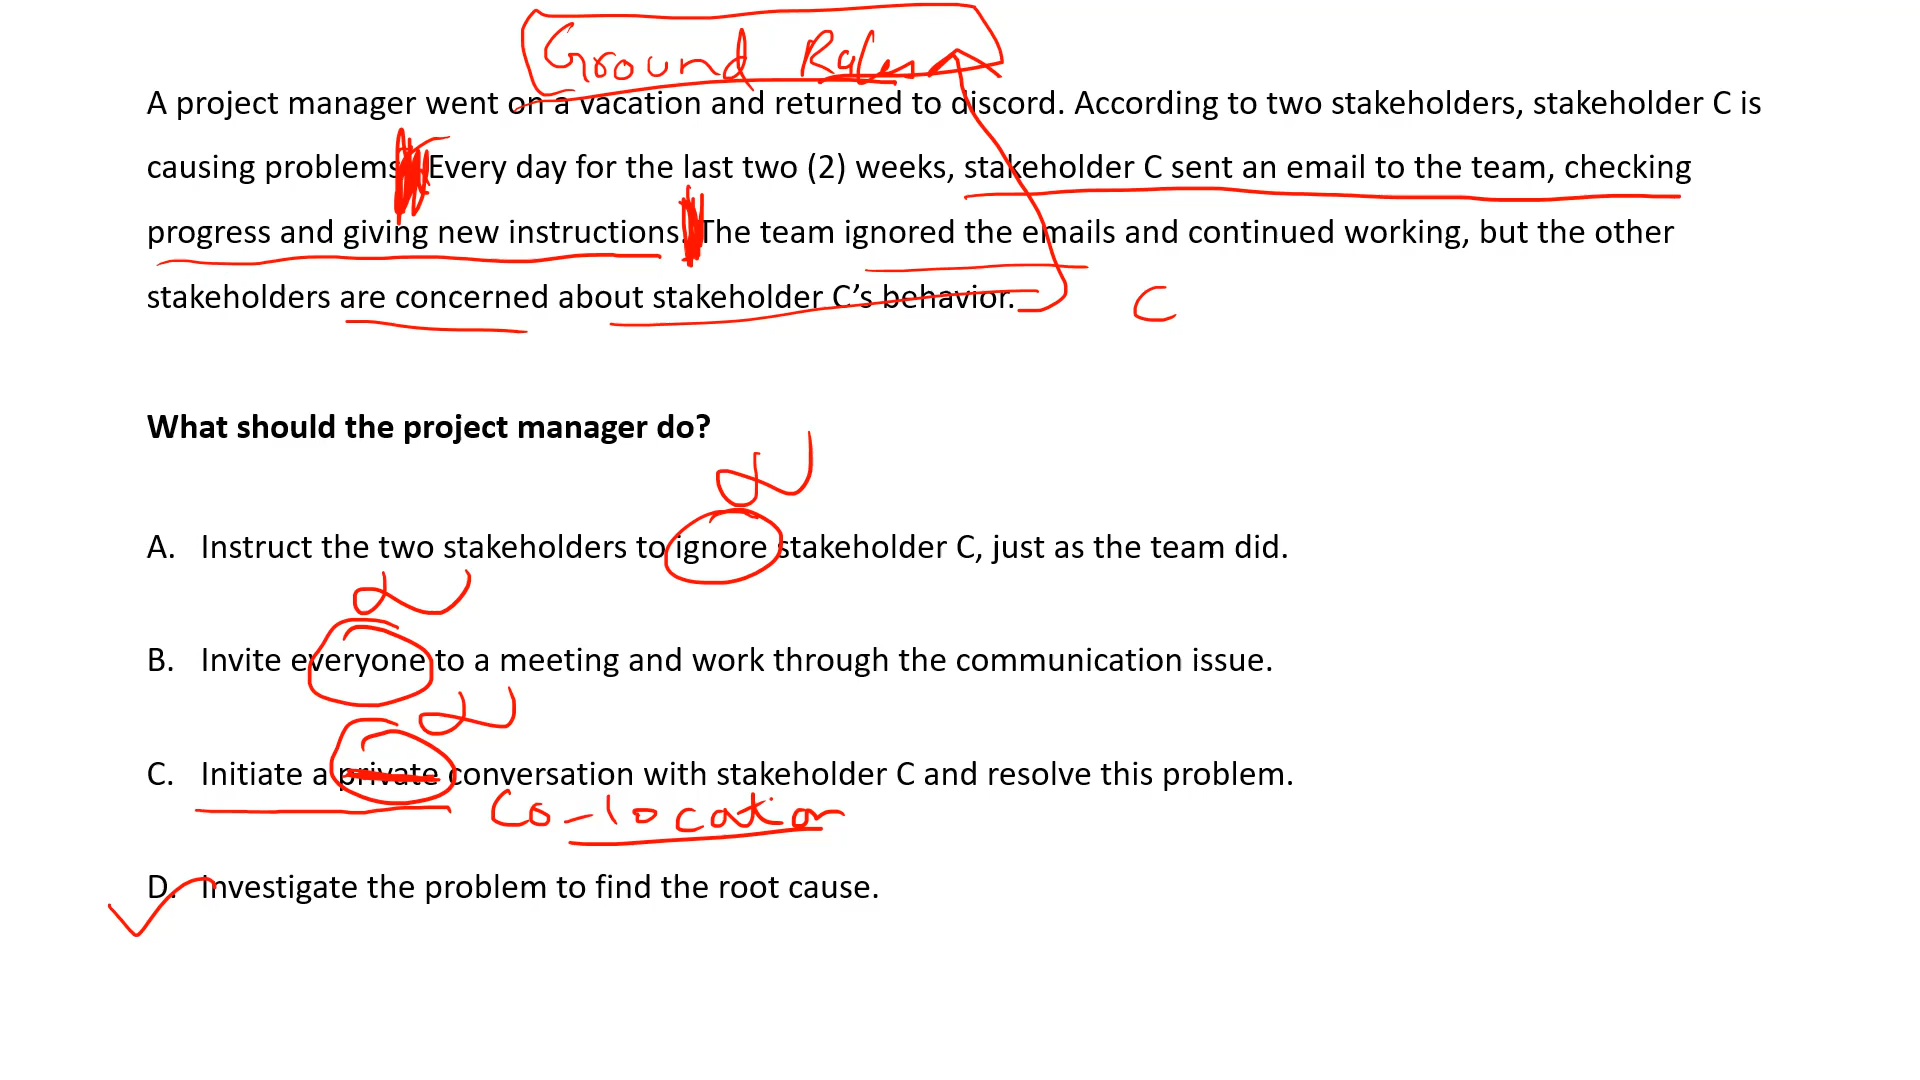 Ground Rules
A project manager went on a vacation and returned to discord. According to two stakeholders, stakeholder C is
causing problems. Every day for the last two (2) weeks, stakeholder C sent an email to the team, checking
progress and giving new instructions. The team ignored the emails and continued working, but the other
stakeholders are concerned about stakeholder C’s behavior.
C
What should the project manager do?
A. Instruct the two stakeholders to ignore stakeholder C, just as the team did.
B. Invite everyone to a meeting and work through the communication issue.
C. Initiate a private conversation with stakeholder C and resolve this problem.
Co-location
D. Investigate the problem to find the root cause.